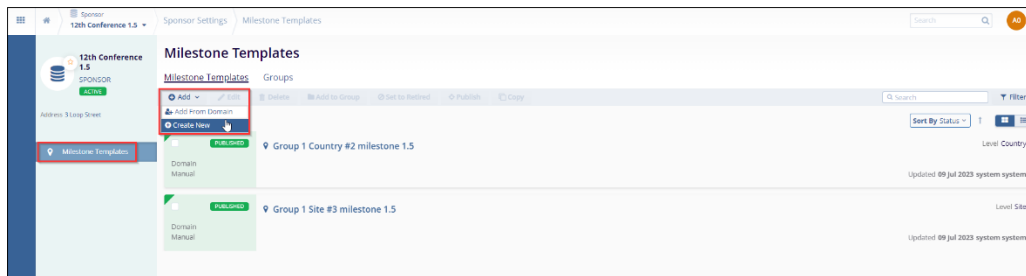 Sponsor
12th Conference 1.5
Sponsor Settings
Milestone Templates
Search
AO
12th Conference
1.5
SPONSOR
ACTIVE
Address 3 Loop Street
Milestone Templates
Milestone Templates
Milestone Templates
Groups
Add
Edit
Delete
Add to Group
Set to Retired
Publish
Copy
Search
Filter
Add From Domain
Create New
Sort By Status
PUBLISHED
Group 1 Country #2 milestone 1.5
Level Country
Domain
Manual
Updated 09 Jul 2023 system system
PUBLISHED
Group 1 Site #3 milestone 1.5
Level Site
Domain
Manual
Updated 09 Jul 2023 system system